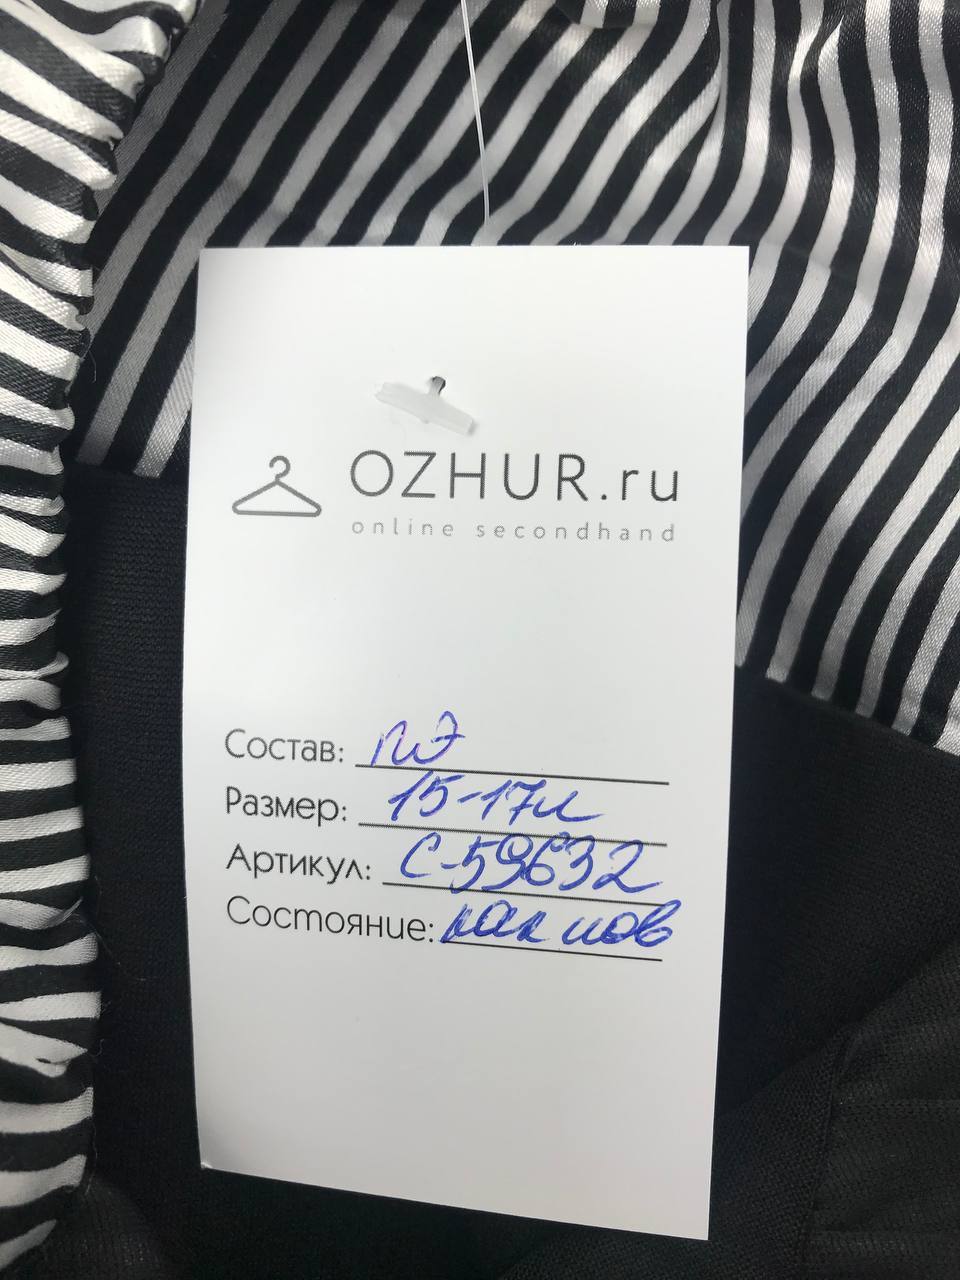 OZHUR.ru
online secondhand
Состав: пэ
Размер: 15-17л
Артикул: С-59632
Состояние: как нов